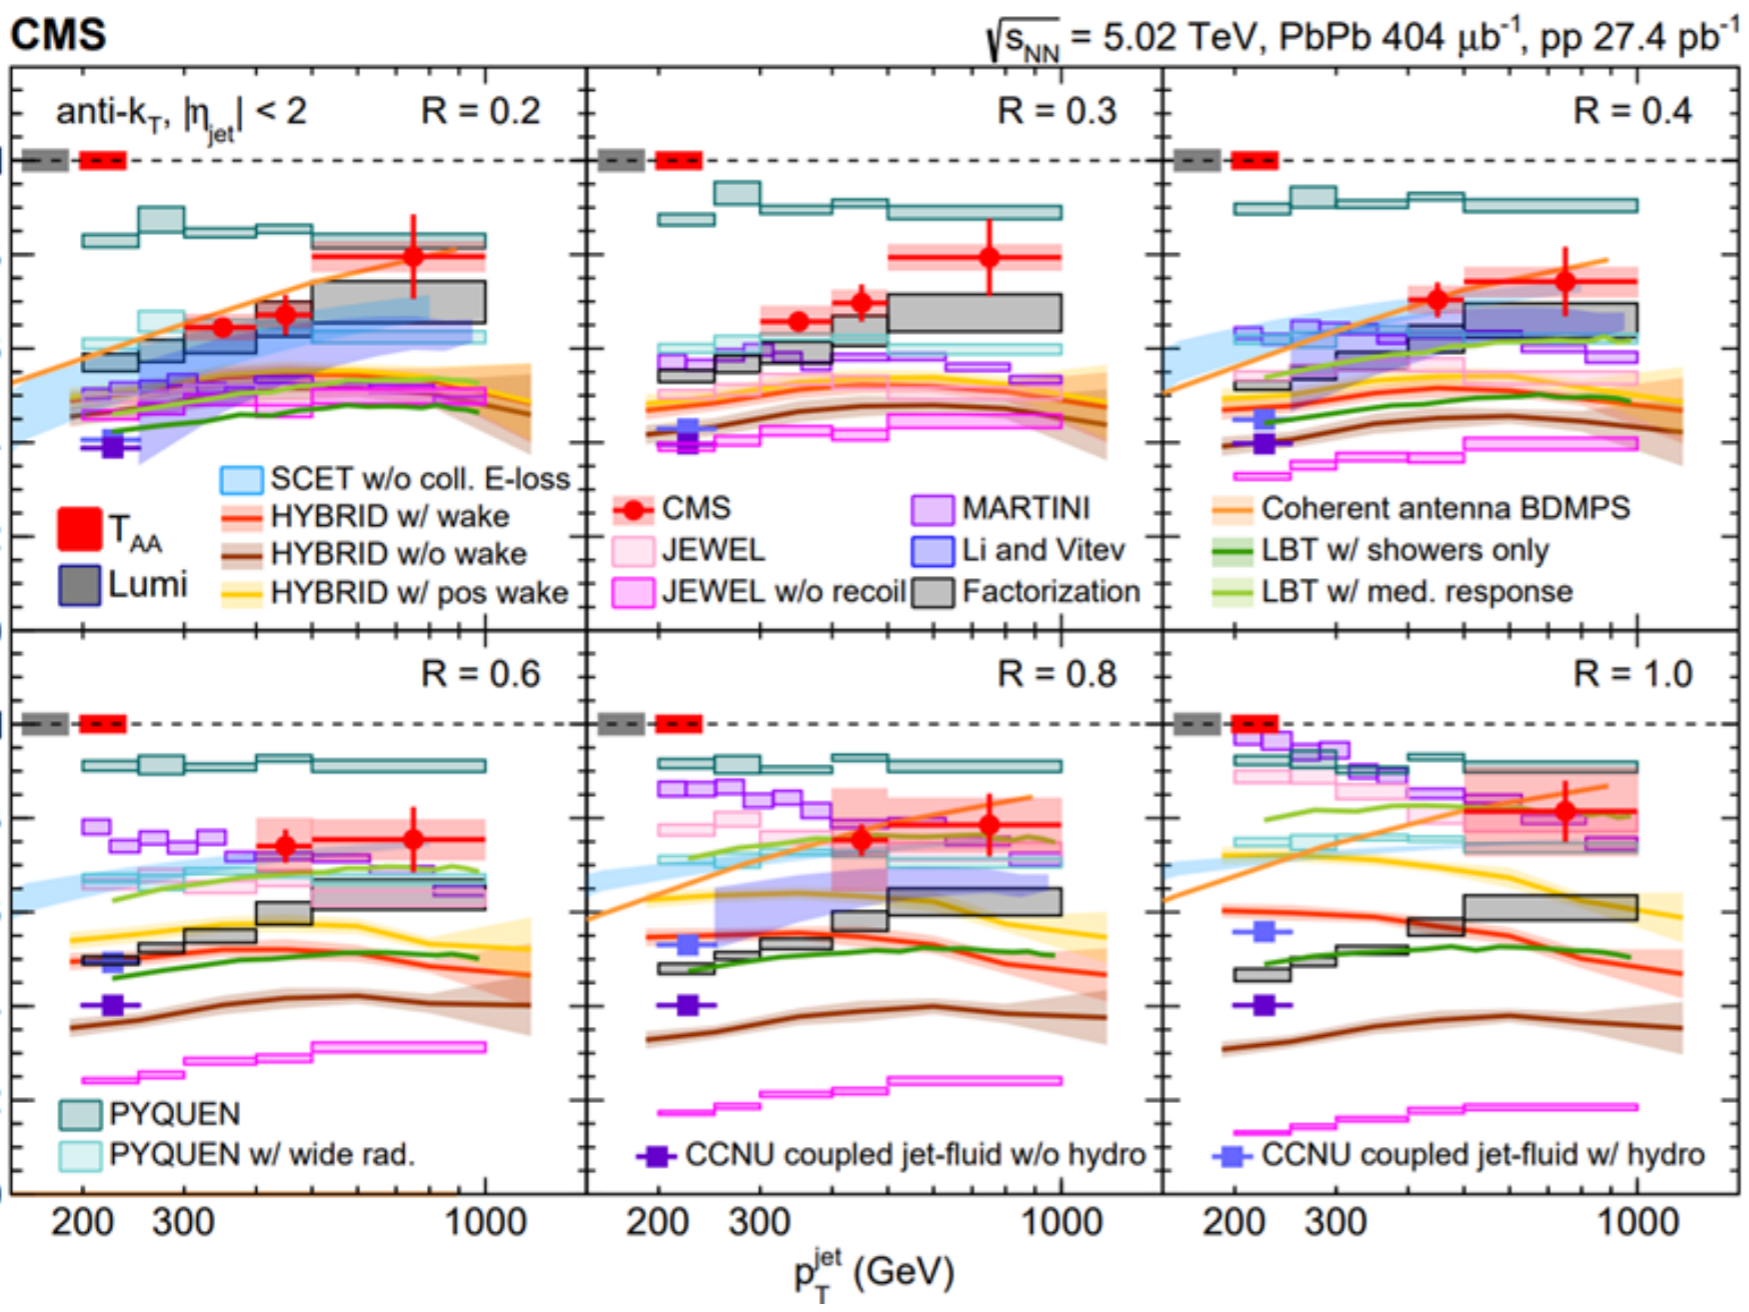 CMS
√sNN = 5.02 TeV, PbPb 404 μb-1, pp 27.4 pb-1
anti-kT, |ηjet| < 2 R = 0.2
R = 0.3
R = 0.4
SCET w/o coll. E-loss
HYBRID w/ wake
HYBRID w/o wake
HYBRID w/ pos wake
TAA
Lumi
CMS
JEWEL
JEWEL w/o recoil
MARTINI
Li and Vitev
Factorization
Coherent antenna BDMPS
LBT w/ showers only
LBT w/ med. response
R = 0.6
R = 0.8
R = 1.0
PYQUEN
PYQUEN w/ wide rad.
CCNU coupled jet-fluid w/o hydro
CCNU coupled jet-fluid w/ hydro
200 300 1000 200 300 1000 200 300 1000
pTjet (GeV)